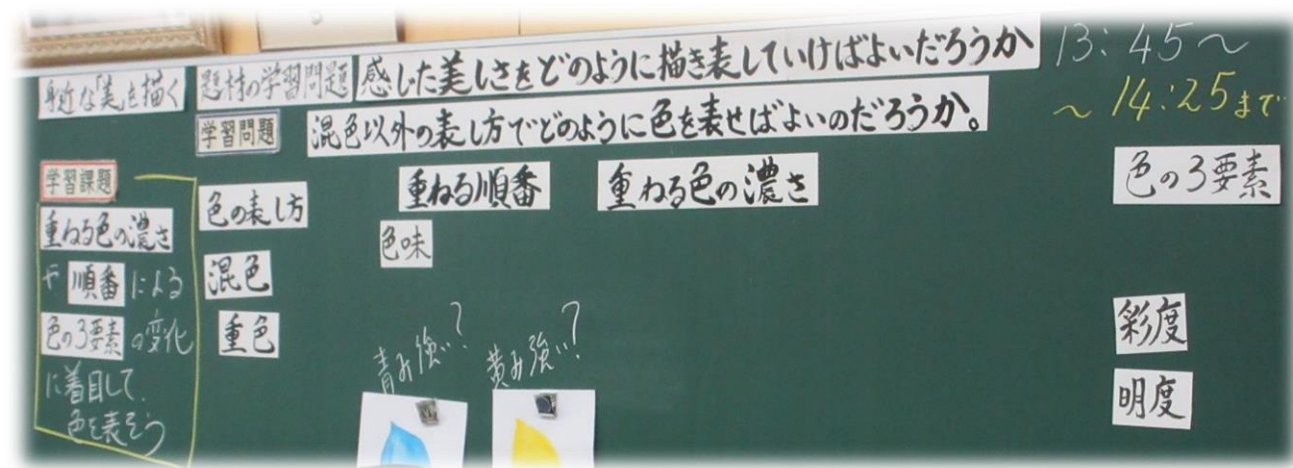 身近な「美」を描く
題材の学習問題
感じた美しさをどのように描き表していけばよいだろうか
13:45〜
〜14:25まで
学習問題
混色以外の表し方でどのように色を表せばよいのだろうか。
学習課題
重ねる色の濃さ
や 順番 による
色の3要素 の変化
に着目して、
色を表そう
色の表し方
混色
重色
重ねる順番
重ねる色の濃さ
色味
青み強い?
黄み強い?
色の3要素
彩度
明度